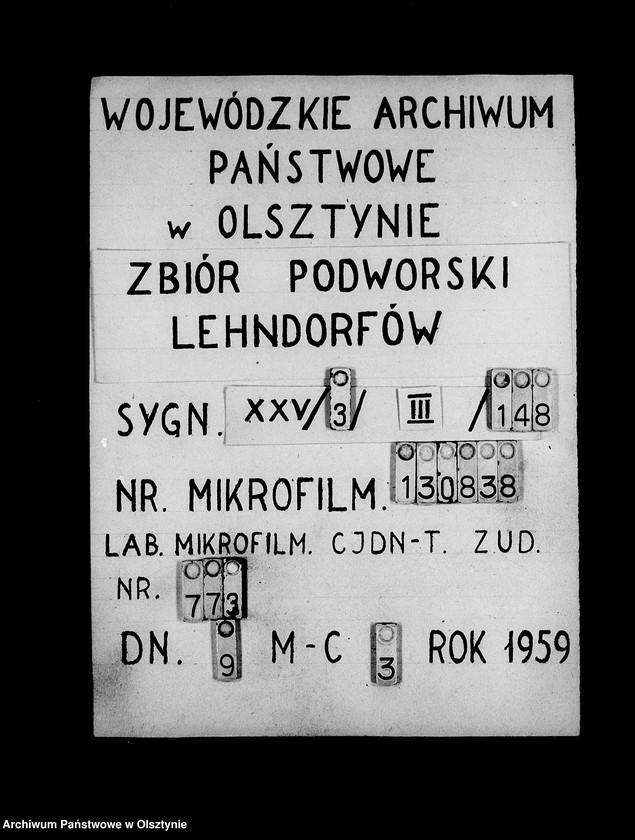 WOJEWÓDZKIE ARCHIWUM
PAŃSTWOWE
w OLSZTYNIE
ZBIÓR PODWORSKI
LEHNDORFÓW
SYGN. XXV/3/ III /148
NR. MIKROFILM. 130838
LAB. MIKROFILM. CJDN-T. ZUD.
NR. 773
DN. 9 M-C 3 ROK 1959
Archiwum Państwowe w Olsztynie